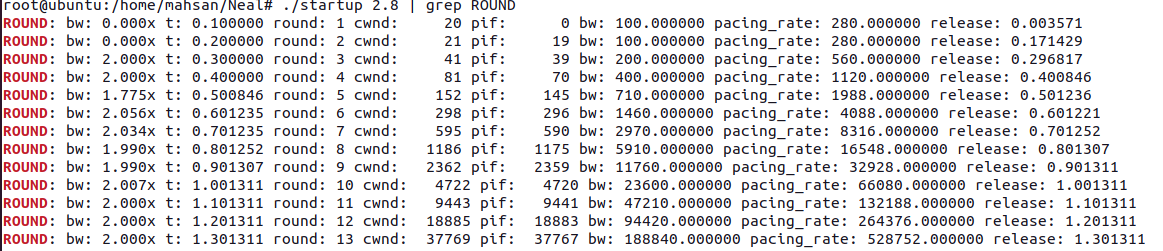 root@ubuntu:/home/mahsan/Neal# ./startup 2.8 | grep ROUND
ROUND: bw: 0.000x t: 0.100000 round: 1 cwnd:     20 pif:      0 bw: 100.000000 pacing_rate: 280.000000 release: 0.003571
ROUND: bw: 0.000x t: 0.200000 round: 2 cwnd:     21 pif:     19 bw: 100.000000 pacing_rate: 280.000000 release: 0.171429
ROUND: bw: 2.000x t: 0.300000 round: 3 cwnd:     41 pif:     39 bw: 200.000000 pacing_rate: 560.000000 release: 0.296817
ROUND: bw: 2.000x t: 0.400000 round: 4 cwnd:     81 pif:     70 bw: 400.000000 pacing_rate: 1120.000000 release: 0.400846
ROUND: bw: 1.775x t: 0.500846 round: 5 cwnd:    152 pif:    145 bw: 710.000000 pacing_rate: 1988.000000 release: 0.501236
ROUND: bw: 2.056x t: 0.601235 round: 6 cwnd:    298 pif:    296 bw: 1460.000000 pacing_rate: 4088.000000 release: 0.601221
ROUND: bw: 2.034x t: 0.701235 round: 7 cwnd:    595 pif:    590 bw: 2970.000000 pacing_rate: 8316.000000 release: 0.701252
ROUND: bw: 1.990x t: 0.801252 round: 8 cwnd:   1186 pif:   1175 bw: 5910.000000 pacing_rate: 16548.000000 release: 0.801307
ROUND: bw: 1.990x t: 0.901307 round: 9 cwnd:   2362 pif:   2359 bw: 11760.000000 pacing_rate: 32928.000000 release: 0.901311
ROUND: bw: 2.007x t: 1.001311 round: 10 cwnd:   4722 pif:   4720 bw: 23600.000000 pacing_rate: 66080.000000 release: 1.001311
ROUND: bw: 2.000x t: 1.101311 round: 11 cwnd:   9443 pif:   9441 bw: 47210.000000 pacing_rate: 132188.000000 release: 1.101311
ROUND: bw: 2.000x t: 1.201311 round: 12 cwnd:  18885 pif:  18883 bw: 94420.000000 pacing_rate: 264376.000000 release: 1.201311
ROUND: bw: 2.000x t: 1.301311 round: 13 cwnd:  37769 pif:  37767 bw: 188840.000000 pacing_rate: 528752.000000 release: 1.301311